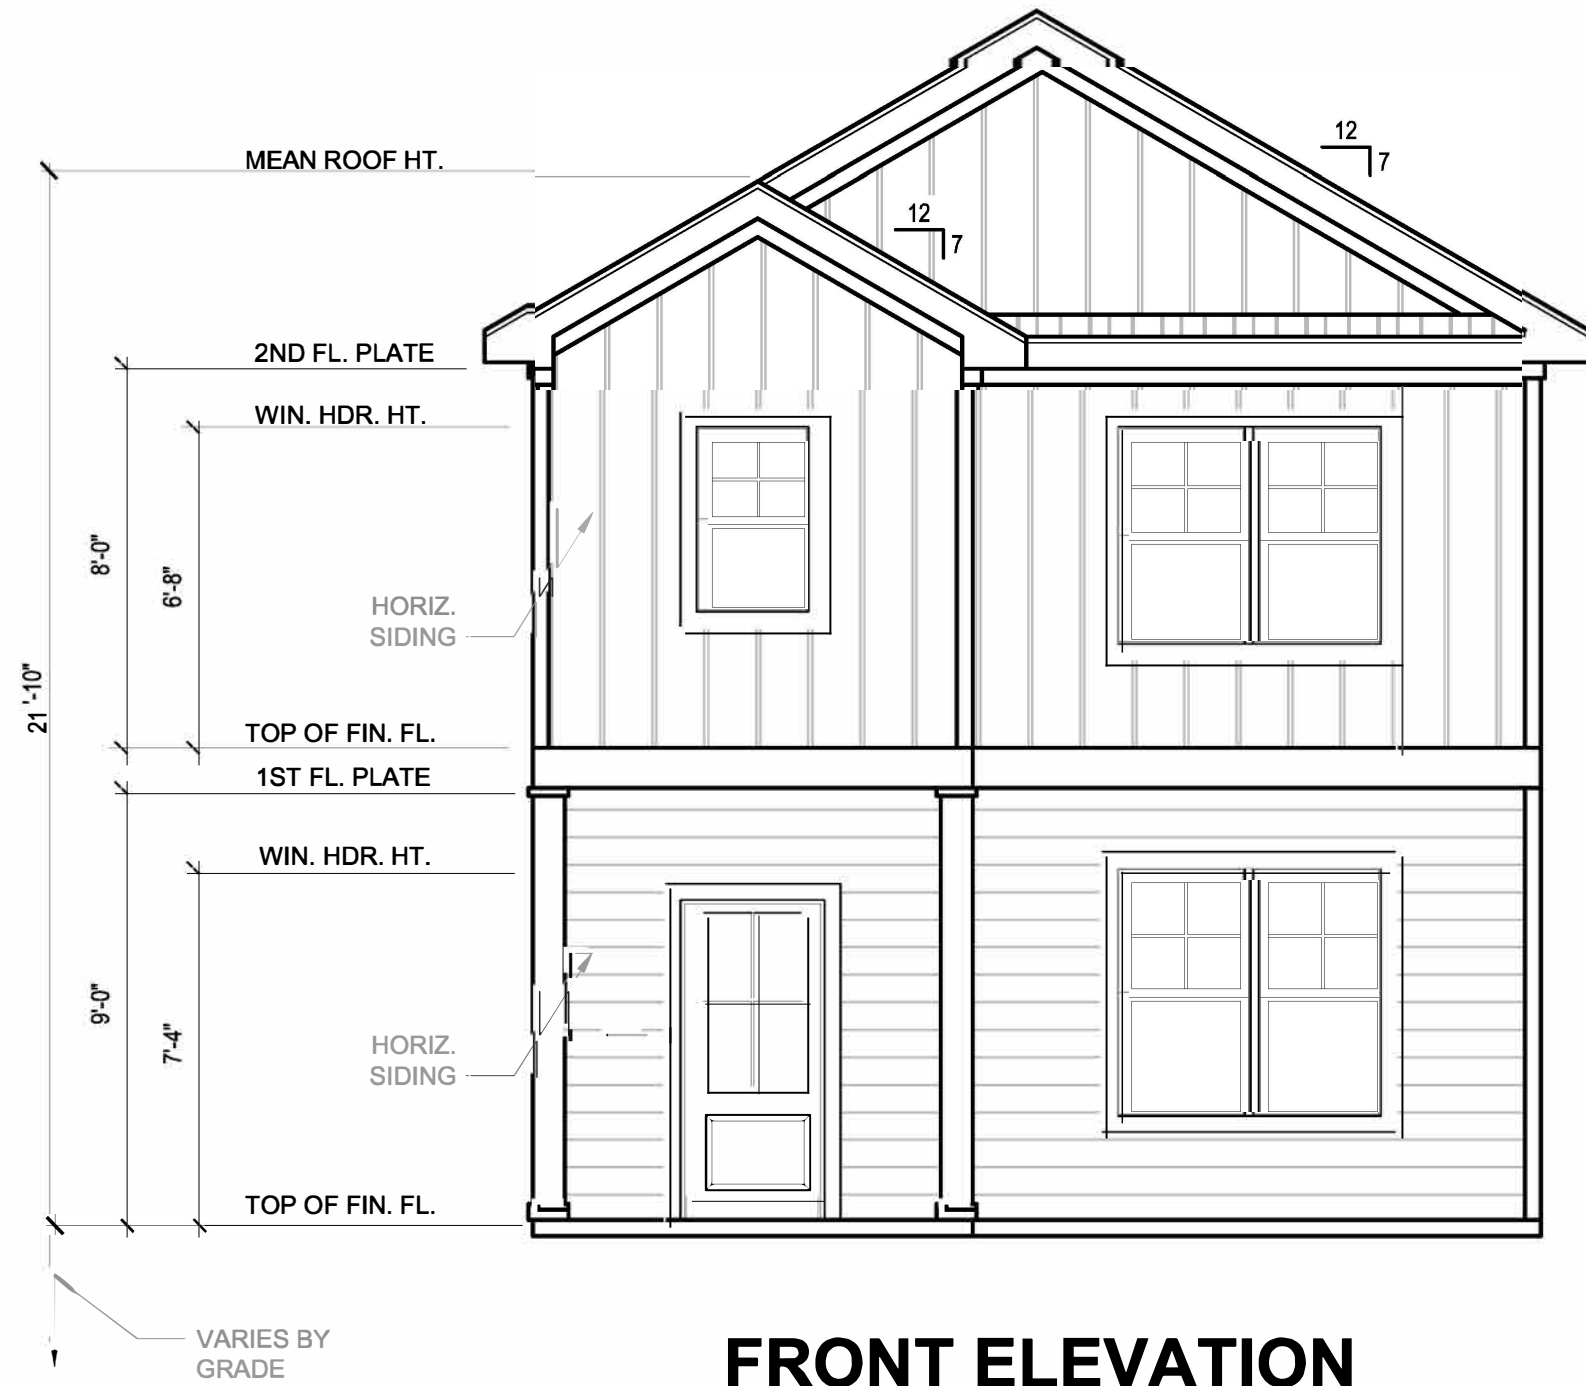 12
MEAN ROOF HT.
7
12
7
2ND FL. PLATE
WIN. HDR. HT.
8'-0"
6'-8"
HORIZ.
SIDING
21 '-10"
TOP OF FIN. FL.
1ST FL. PLATE
WIN. HDR. HT.
9'-0"
7'-4"
HORIZ.
SIDING
TOP OF FIN. FL.
VARIES BY
GRADE
FRONT ELEVATION